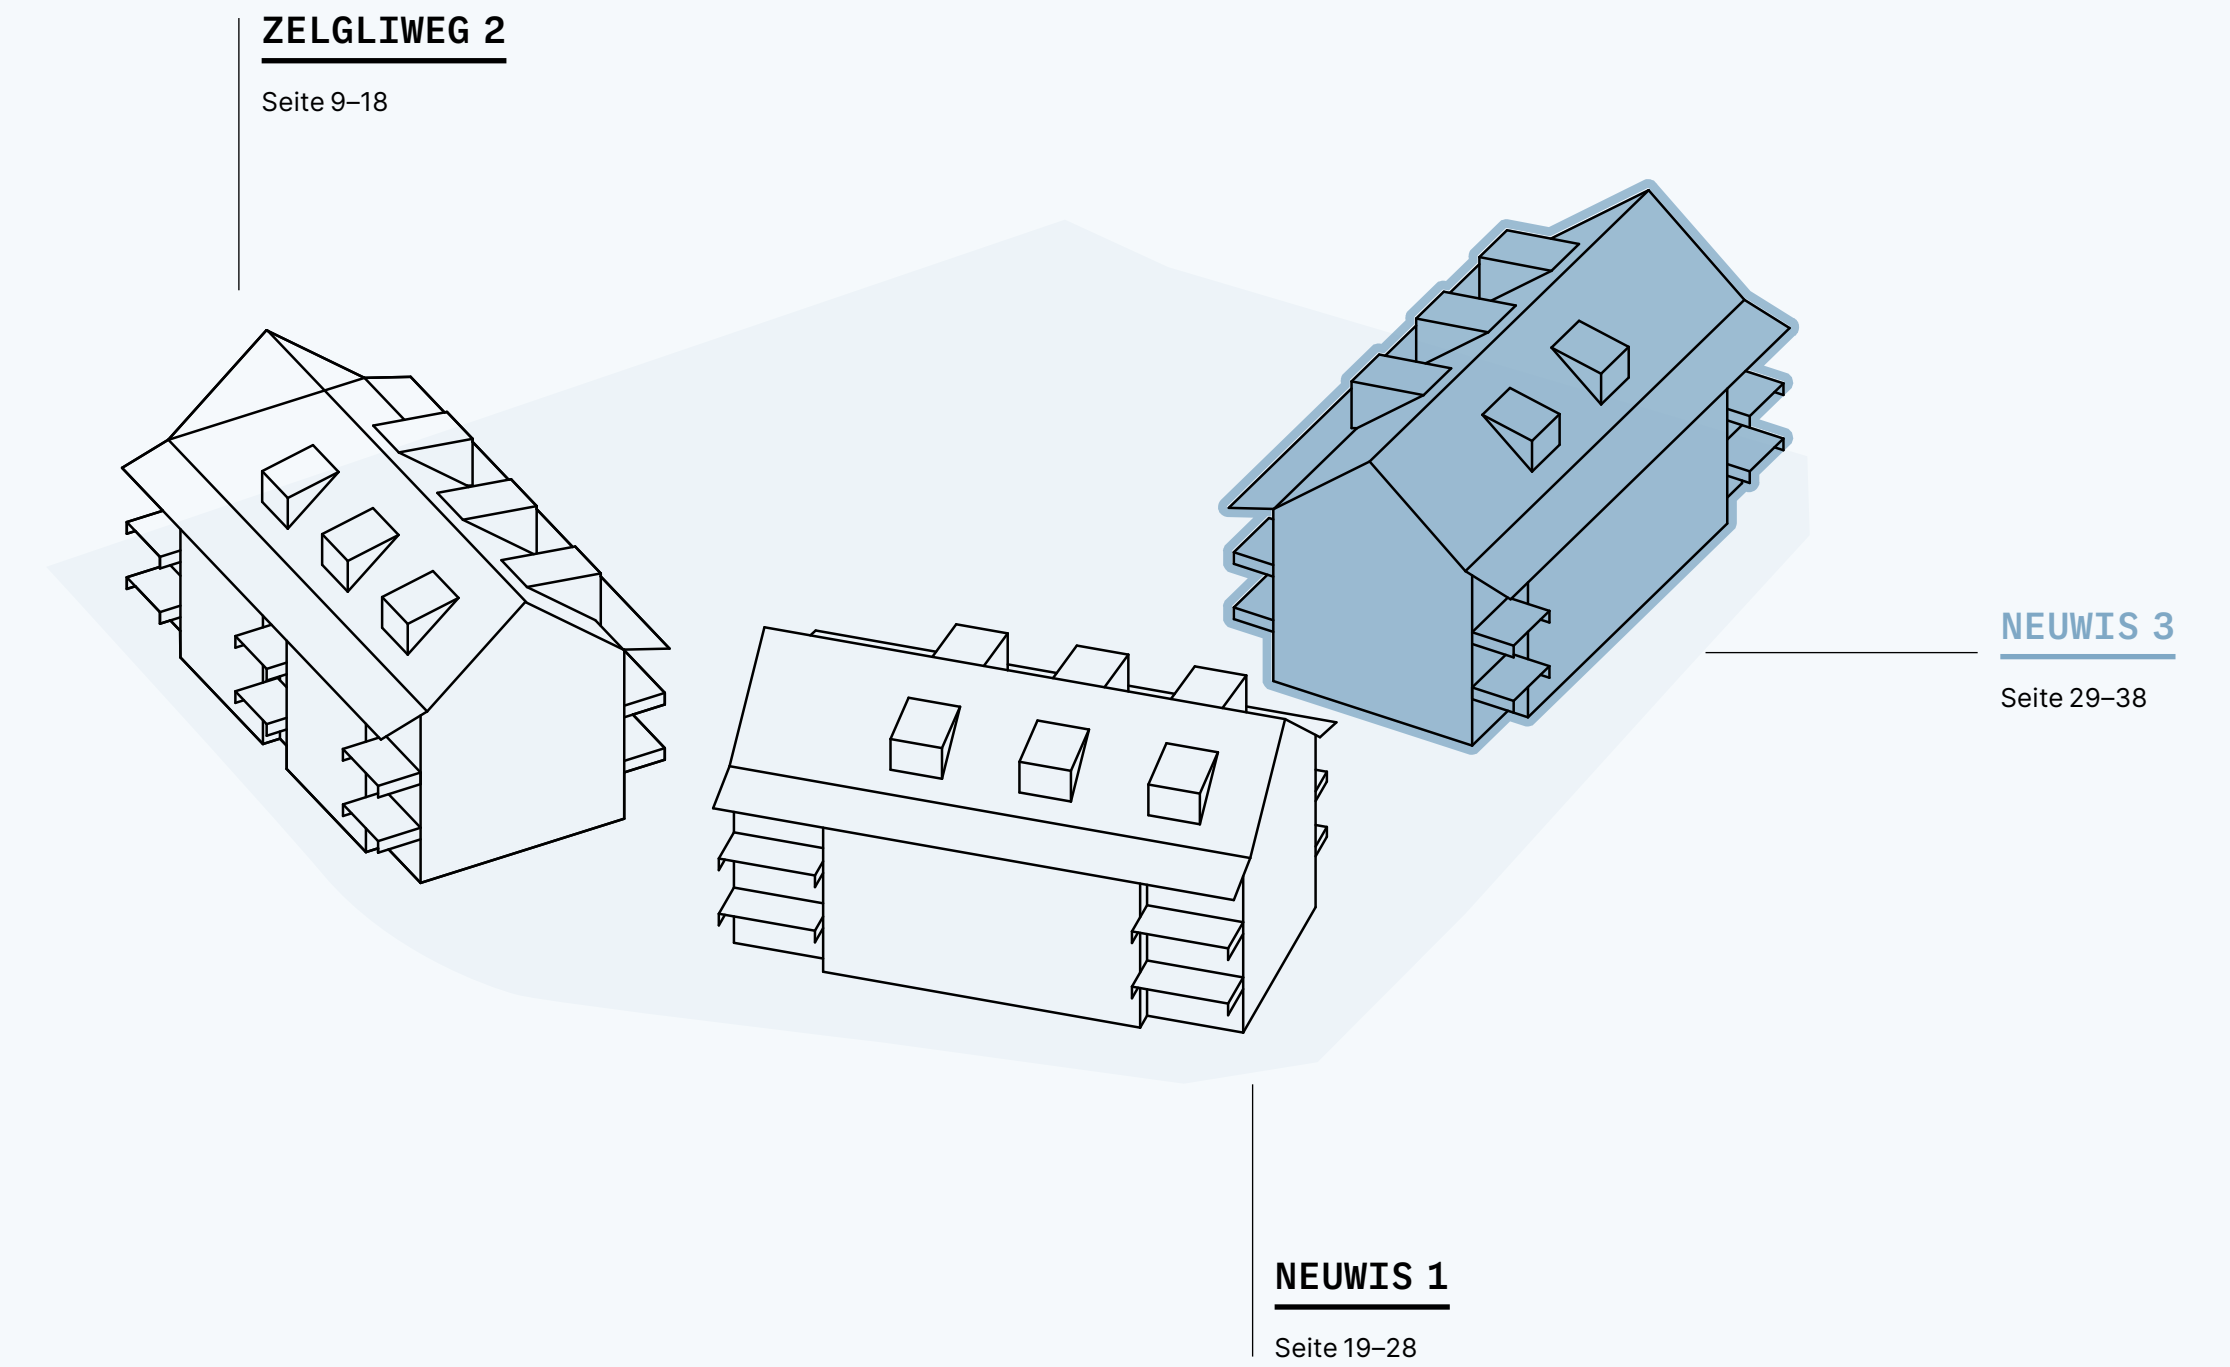 ZELGLIWEG 2
Seite 9–18
NEUWIS 3
Seite 29–38
NEUWIS 1
Seite 19–28